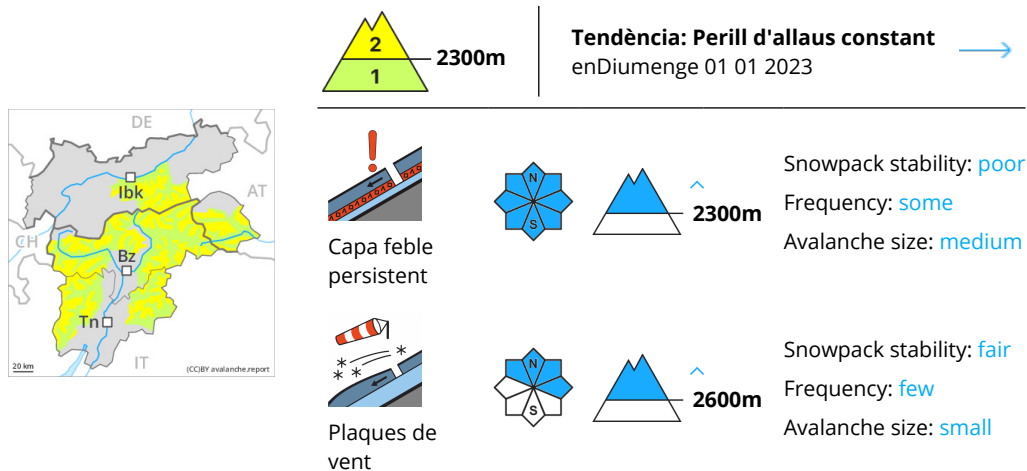 2
1
2300m
Tendència: Perill d'allaus constant
enDiumenge 01 01 2023
DE
Ibk
AT
CH
Bz
Tn
IT
20 km
(CC)BY avalanche.report
Capa feble
persistent
N
S
2300m
Snowpack stability: poor
Frequency: some
Avalanche size: medium
Plaques de
vent
N
S
2600m
Snowpack stability: fair
Frequency: few
Avalanche size: small